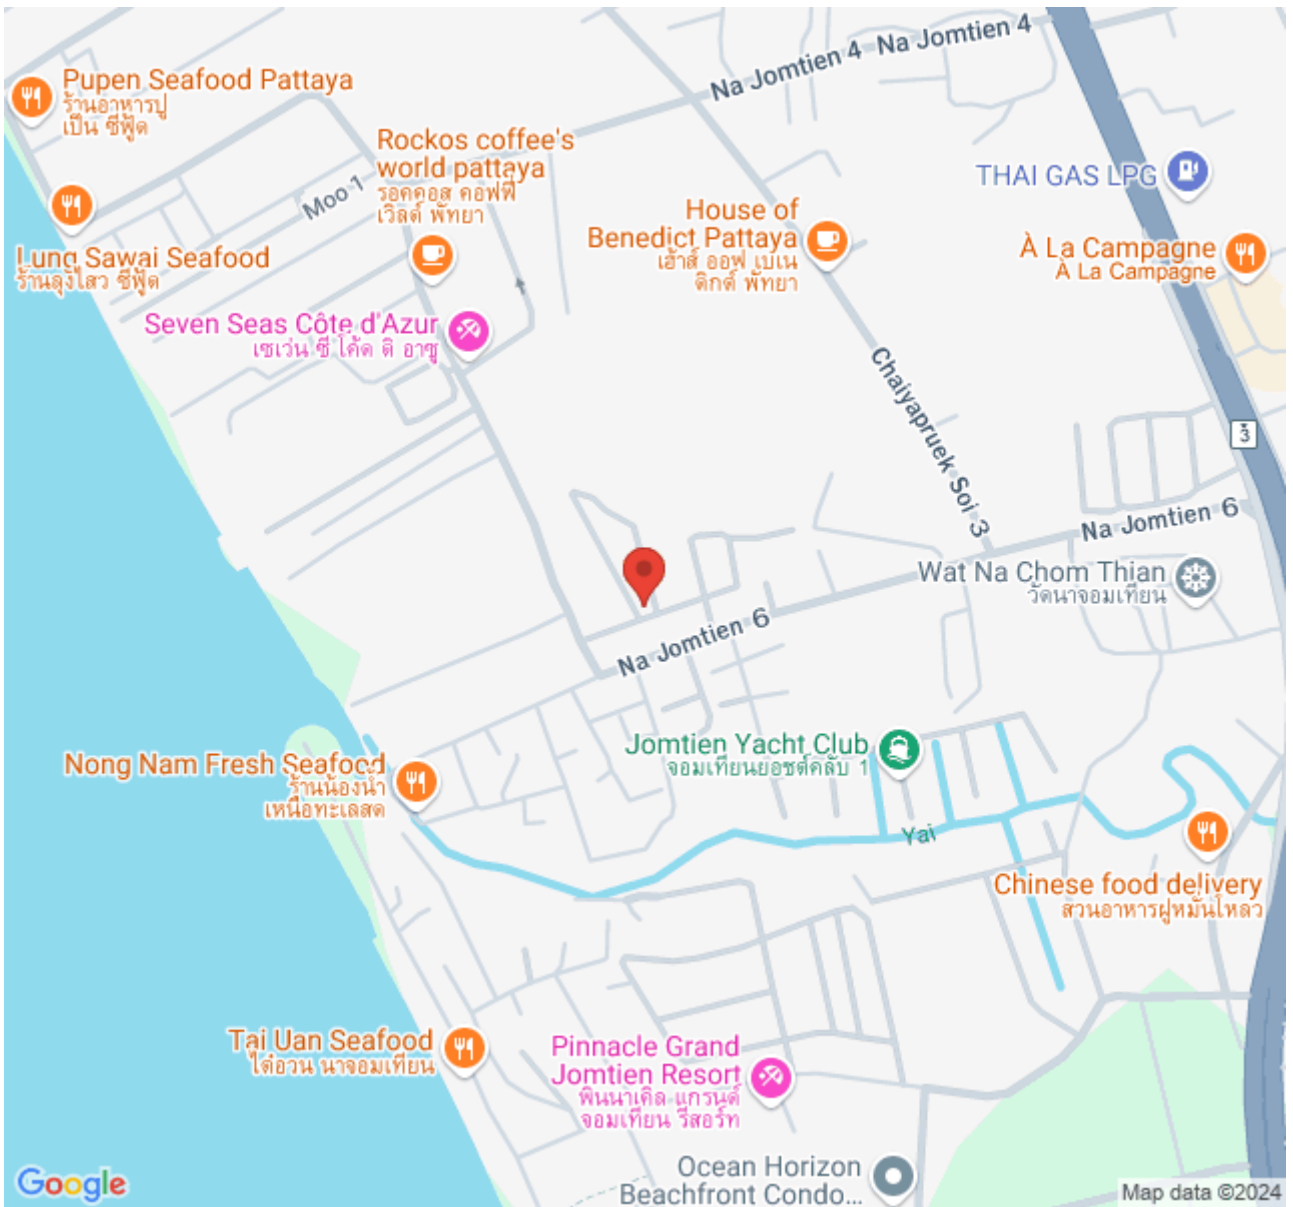 Na Jomtien 4
Na Jomtien 4
Pupen Seafood Pattaya
ร้านอาหารปู
เป็น ซีฟู้ด
Rockos coffee's
world pattaya
รอคคอส คอฟฟี่
เวิลด์ พัทยา
Moo 1
THAI GAS LPG
House of
Benedict Pattaya
เฮ้าส์ ออฟ เบเน
ดิกต์ พัทยา
À La Campagne
À La Campagne
Lung Sawai Seafood
ร้านลุงไสว ซีฟู้ด
Seven Seas Côte d'Azur
เซเว่น ซี โค้ด ดิ อาซู
Chaiyapruek Soi 3
3
Na Jomtien 6
Wat Na Chom Thian
วัดนาจอมเทียน
Na Jomtien 6
Jomtien Yacht Club
จอมเทียนยอชต์คลับ 1
Nong Nam Fresh Seafood
ร้านน้องน้ำ
เหนือทะเลสด
Yai
Chinese food delivery
สวนอาหารฝูหมั่นโหลว
Tai Uan Seafood
ไต๋อวน นาจอมเทียน
Pinnacle Grand
Jomtien Resort
พินนาเคิล แกรนด์
จอมเทียน รีสอร์ท
Ocean Horizon
Beachfront Condo...
Google
Map data ©2024